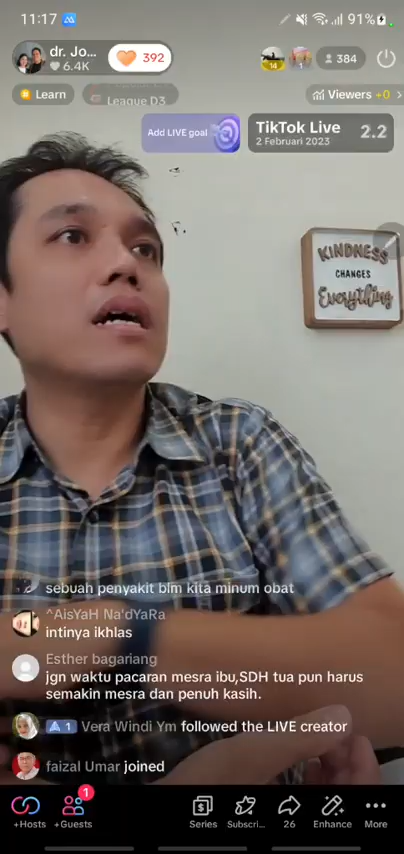 11:17
91%
dr. Jo...
6.4K
392
14
1
384
Learn
League D3
Viewers +0 >
Add LIVE goal
TikTok Live 2.2
2 Februari 2023
KINDNESS
CHANGES
Everything
sebuah penyakit blm kita minum obat
^AisYaH Na'dYaRa
intinya ikhlas
Esther bagariang
jgn waktu pacaran mesra ibu,SDH tua pun harus
semakin mesra dan penuh kasih.
1 Vera Windi Ym followed the LIVE creator
faizal Umar joined
1
+Hosts
+Guests
Series
Subscri...
26
Enhance
More